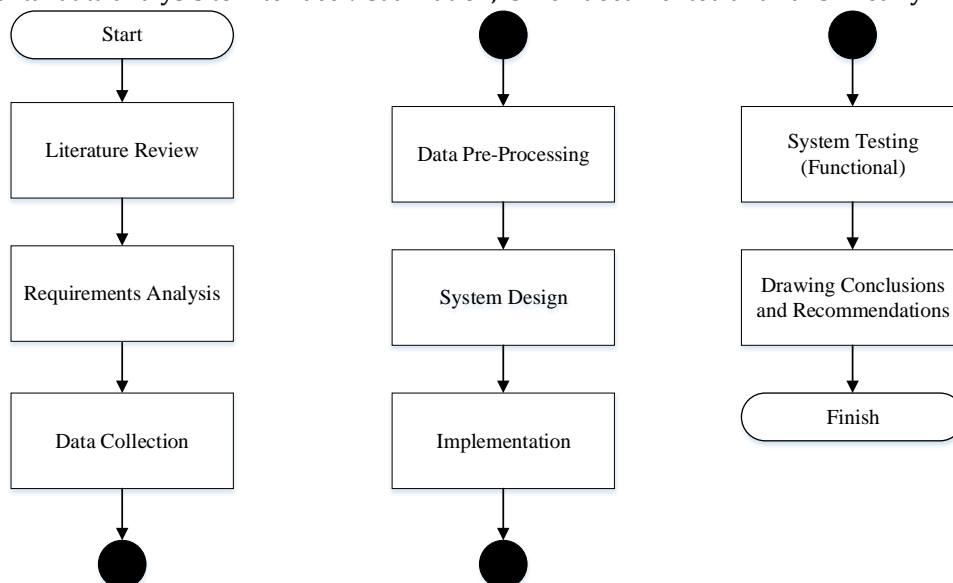 Start
Literature Review
Requirements Analysis
Data Collection
Data Pre-Processing
System Design
Implementation
System Testing
(Functional)
Drawing Conclusions
and Recommendations
Finish